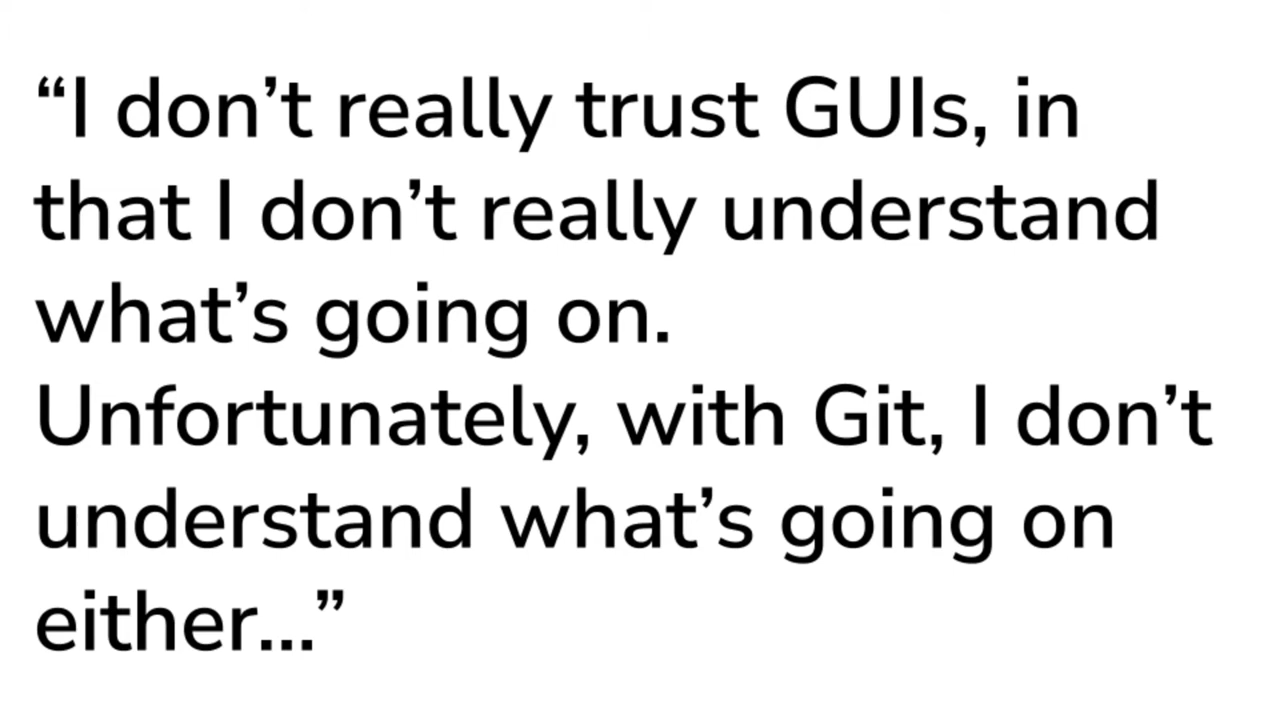 “I don’t really trust GUIs, in
that I don’t really understand
what’s going on.
Unfortunately, with Git, I don’t
understand what’s going on
either...”